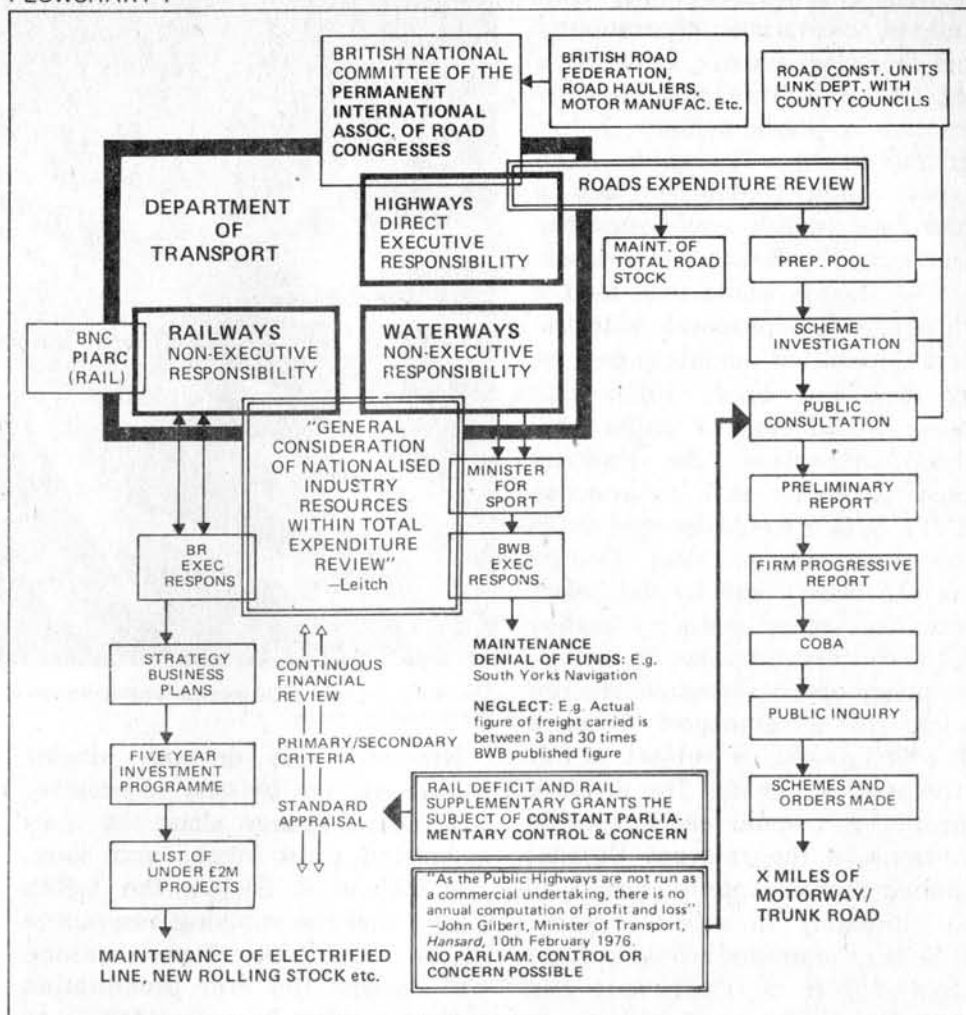 BRITISH NATIONAL
COMMITTEE OF THE
PERMANENT
INTERNATIONAL
ASSOC. OF ROAD
CONGRESSES
BRITISH ROAD
FEDERATION,
ROAD HAULIERS,
MOTOR MANUFAC. Etc.
ROAD CONST. UNITS
LINK DEPT. WITH
COUNTY COUNCILS
DEPARTMENT
OF
TRANSPORT
HIGHWAYS
DIRECT
EXECUTIVE
RESPONSIBILITY
ROADS EXPENDITURE REVIEW
MAINT. OF
TOTAL ROAD
STOCK
PREP. POOL
SCHEME
INVESTIGATION
PUBLIC
CONSULTATION
PRELIMINARY
REPORT
FIRM PROGRESSIVE
REPORT
COBA
PUBLIC INQUIRY
SCHEMES AND
ORDERS MADE
X MILES OF
MOTORWAY/
TRUNK ROAD
BNC
PIARC
(RAIL)
RAILWAYS
NON-EXECUTIVE
RESPONSIBILITY
WATERWAYS
NON-EXECUTIVE
RESPONSIBILITY
"GENERAL
CONSIDERATION
OF NATIONALISED
INDUSTRY
RESOURCES
WITHIN TOTAL
EXPENDITURE
REVIEW"
—Leitch
MINISTER
FOR
SPORT
BR
EXEC
RESPONS
BWB
EXEC
RESPONS.
STRATEGY
BUSINESS
PLANS
FIVE YEAR
INVESTMENT
PROGRAMME
LIST OF
UNDER £2M
PROJECTS
MAINTENANCE OF ELECTRIFIED
LINE, NEW ROLLING STOCK etc.
CONTINUOUS
FINANCIAL
REVIEW
PRIMARY/SECONDARY
CRITERIA
STANDARD
APPRAISAL
MAINTENANCE
DENIAL OF FUNDS: E.g.
South Yorks Navigation
NEGLECT: E.g. Actual
figure of freight carried is
between 3 and 30 times
BWB published figure
RAIL DEFICIT AND RAIL
SUPPLEMENTARY GRANTS THE
SUBJECT OF CONSTANT PARLIA-
MENTARY CONTROL & CONCERN
"As the Public Highways are not run as
a commercial undertaking, there is no
annual computation of profit and loss"
—John Gilbert, Minister of Transport,
Hansard, 10th February 1976.
NO PARLIAM. CONTROL OR
CONCERN POSSIBLE